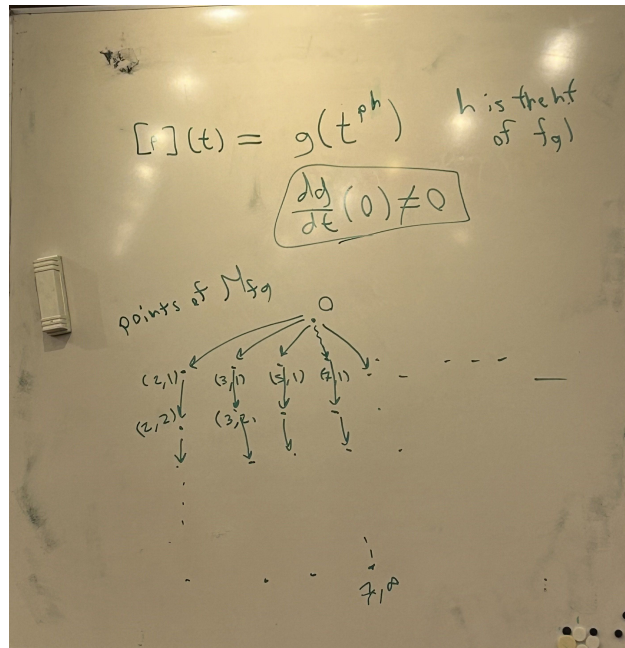 [p](t) = g(t^{p^h})
h is the ht
of fgl
dg/dt (0) ≠ 0
points of M_{fg}
0
(2,1) (3,1) (5,1) (7,1) - - - -
(2,2) (3,2,
7,∞